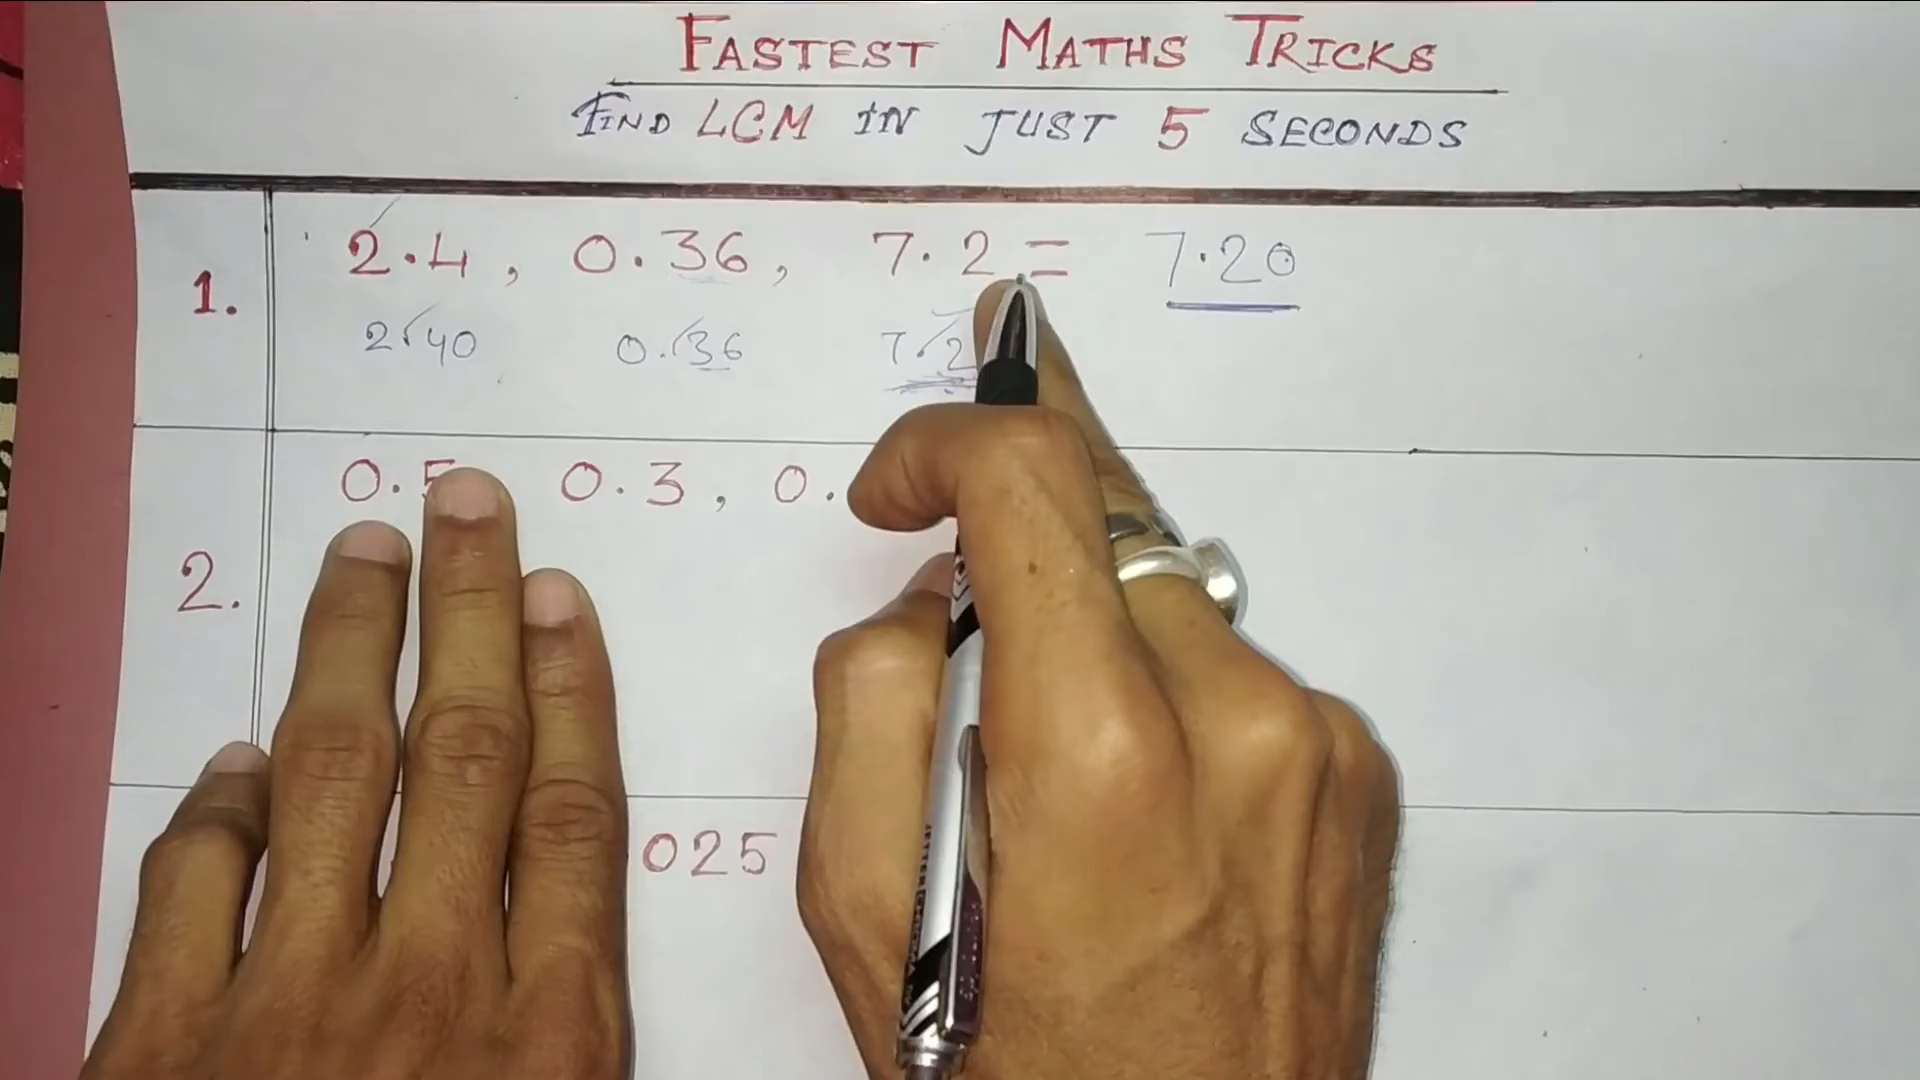 FASTEST MATHS TRICKS
FIND LCM IN JUST 5 SECONDS
1. 2.4, 0.36, 7.2 = 7.20
2.40 0.36 7.2
2. 0.5 0.3, 0.
025